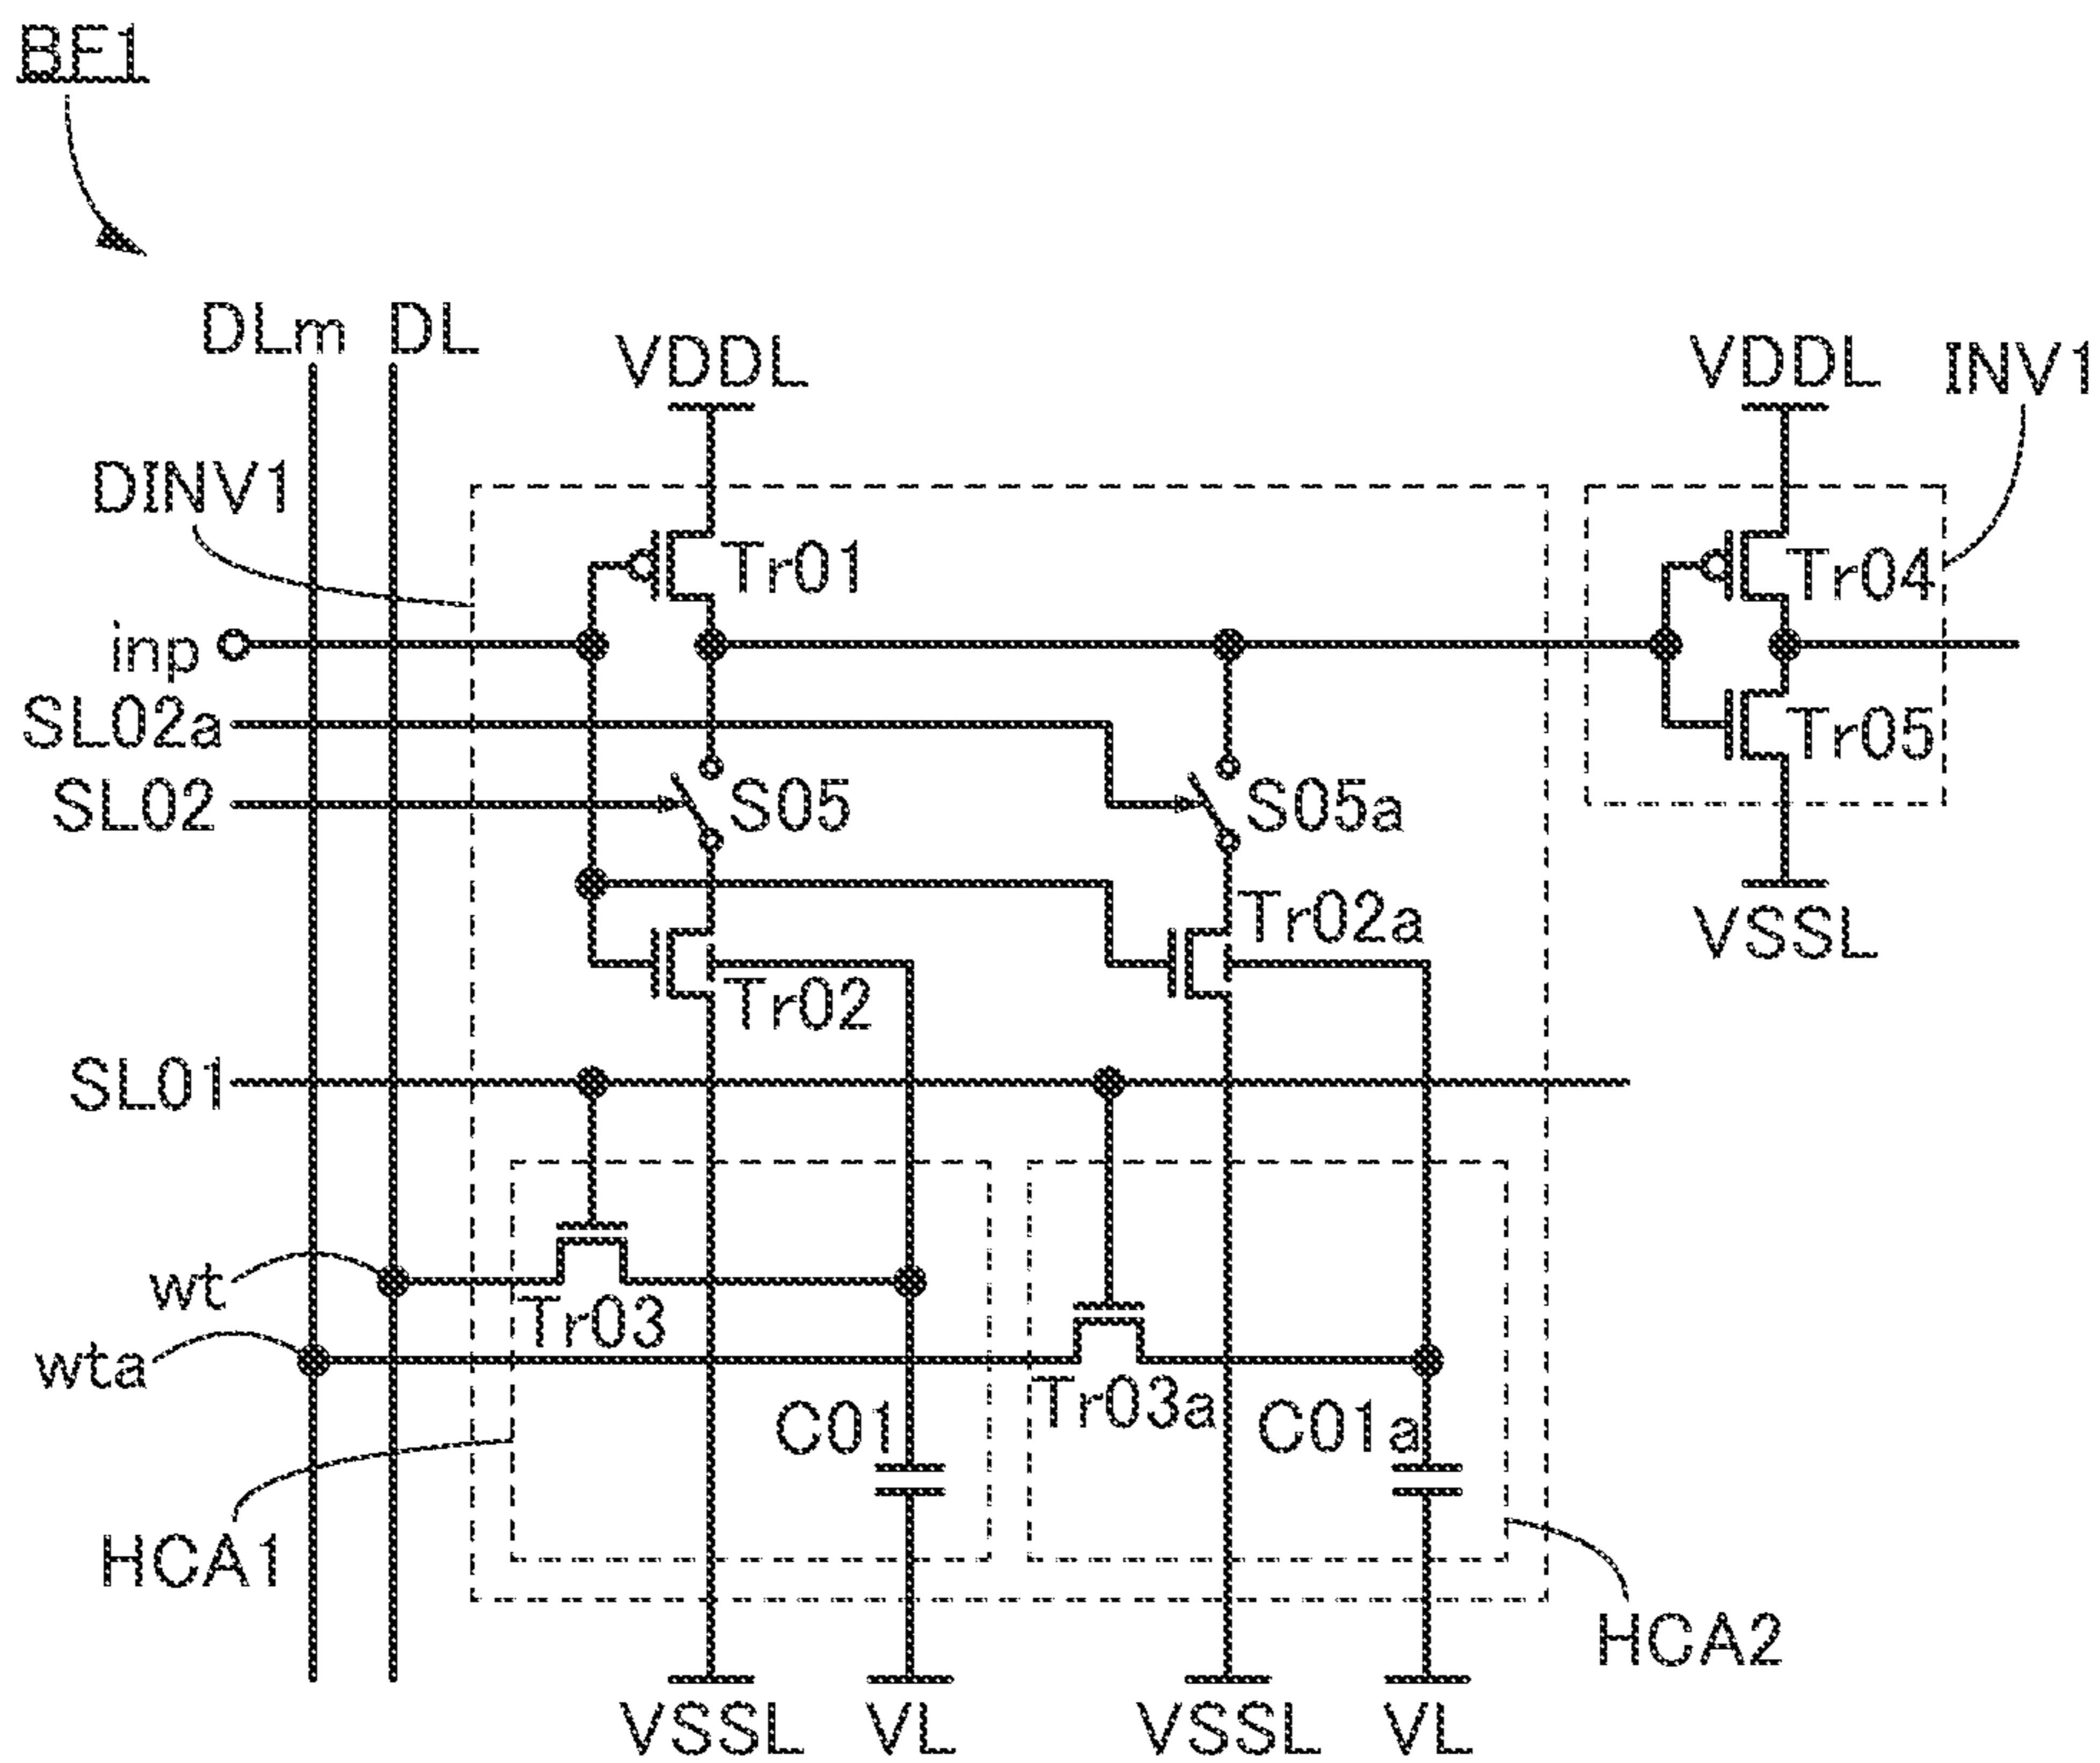 BF1
DLm DL
VDDL
VDDL
INV1
DINV1
Tr01
Tr04
inp
SL02a
Tr05
SL02
S05
S05a
Tr02a
VSSL
Tr02
SL01
wt
Tr03
wta
Tr03a
C01
C01a
HCA1
HCA2
VSSL
VL
VSSL
VL